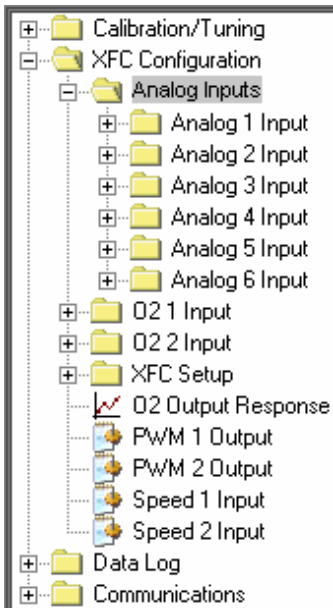 Calibration/Tuning
XFC Configuration
Analog Inputs
Analog 1 Input
Analog 2 Input
Analog 3 Input
Analog 4 Input
Analog 5 Input
Analog 6 Input
O2 1 Input
O2 2 Input
XFC Setup
O2 Output Response
PWM 1 Output
PWM 2 Output
Speed 1 Input
Speed 2 Input
Data Log
Communications